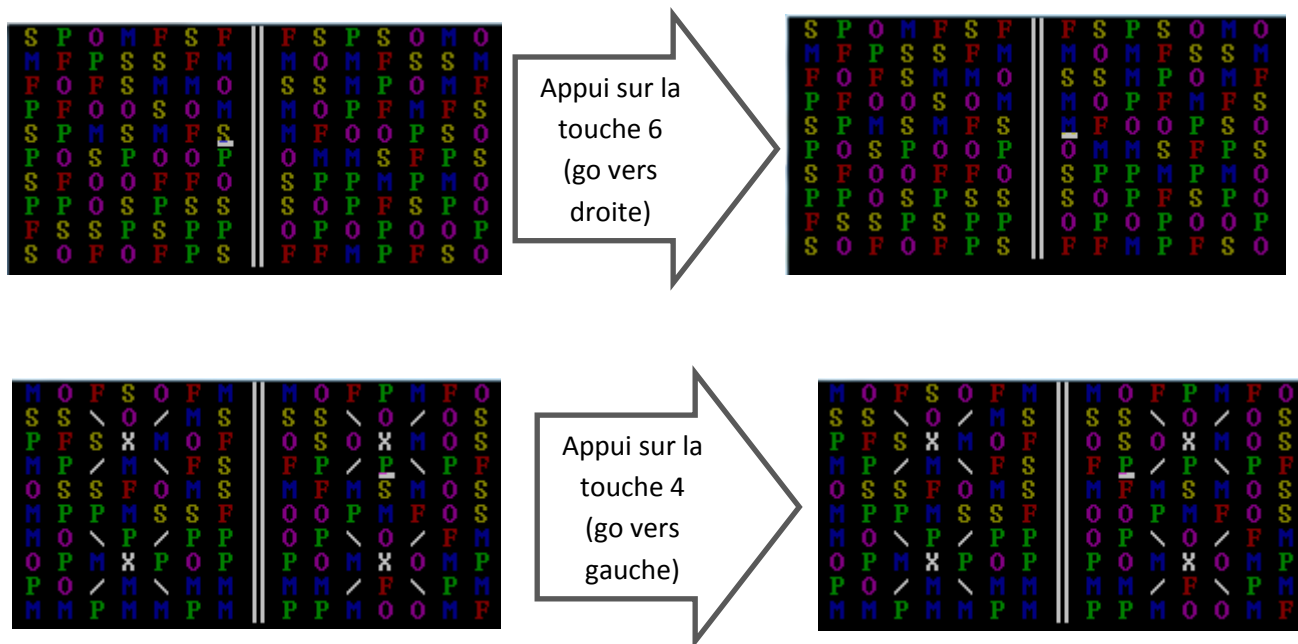 S P O M F S F ‖ F S P S O M O
M F P S S F M ‖ M O M F S S M
F O F S M M O ‖ S S M P O M F
P F O O S O M ‖ M O P F M F S
S P M S M F S ‖ M F O O P S O
P O S P O O P ‖ O M M S F P S
S F O O F F O ‖ S P P M P M O
P P O S P S S ‖ S O P F S P O
F S S P S P P ‖ O P O P O O O
S O F O F P S ‖ F F M P F S O
Appui sur la
touche 6
(go vers
droite)
S P O M F S F ‖ F S P S O M O
M F P S S F M ‖ M O M F S S M
F O F S M M O ‖ S S M P O M F
P F O O S O M ‖ M O P F M F S
S P M S M F S ‖ M F O O P S O
P O S P O O P ‖ O M M S F P S
S F O O F F O ‖ S P P M P M O
P P O S P S S ‖ S O P F S P O
F S S P S P P ‖ O P P O O O P
S O F O F P S ‖ F F M P F S O
M O F S O F M ‖ M O F P M F O
S S \ O / M S ‖ S S \ O / O S
P F S X M O F ‖ O S O X M O S
M P / M \ F S ‖ F P / P \ F O
O S S F O M S ‖ M F M S M O S
M P P M S S F ‖ O O P M F O S
M O \ P / P P ‖ O O \ O / F M
O P M X P O P ‖ P O M X O M P
P O / M \ M M ‖ O M / F \ M M
M M P M M P M ‖ P P M O O M F
Appui sur la
touche 4
(go vers
gauche)
M O F S O F M ‖ M O F P M F O
S S \ O / M S ‖ S S \ O / O S
P F S X M O F ‖ O S O X M O S
M P / M \ F S ‖ F P / P \ F O
O S S F O M S ‖ M F M S M O S
M P P M S S F ‖ O O P M F O S
M O \ P / P P ‖ O O \ O / F M
O P M X P O P ‖ P O M X O M P
P O / M \ M M ‖ O M / F \ M M
M M P M M P M ‖ P P M O O M F